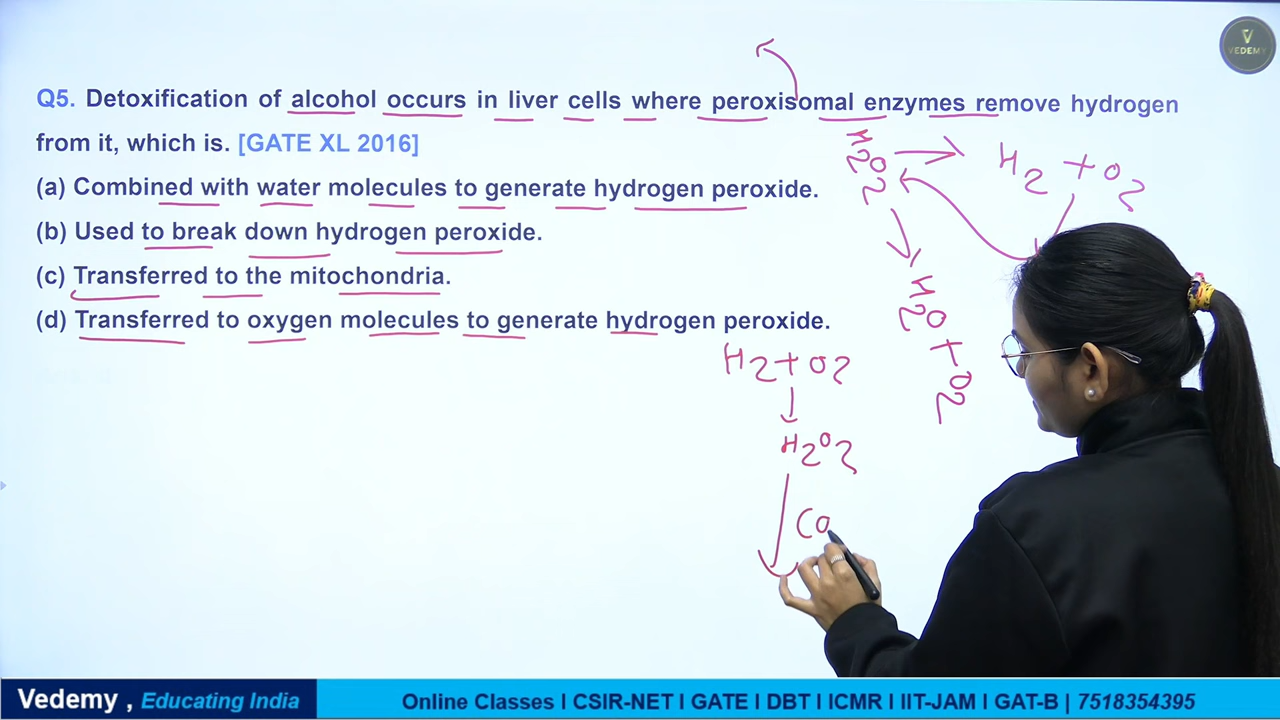 V
VEDEMY
Q5. Detoxification of alcohol occurs in liver cells where peroxisomal enzymes remove hydrogen
from it, which is. [GATE XL 2016]
(a) Combined with water molecules to generate hydrogen peroxide.
(b) Used to break down hydrogen peroxide.
(c) Transferred to the mitochondria.
(d) Transferred to oxygen molecules to generate hydrogen peroxide.
H2O2
H2 + O2
H2O + O2
H2 + O2
H2O2
Ca
Vedemy , Educating India
Online Classes I CSIR-NET I GATE I DBT I ICMR I IIT-JAM I GAT-B | 7518354395